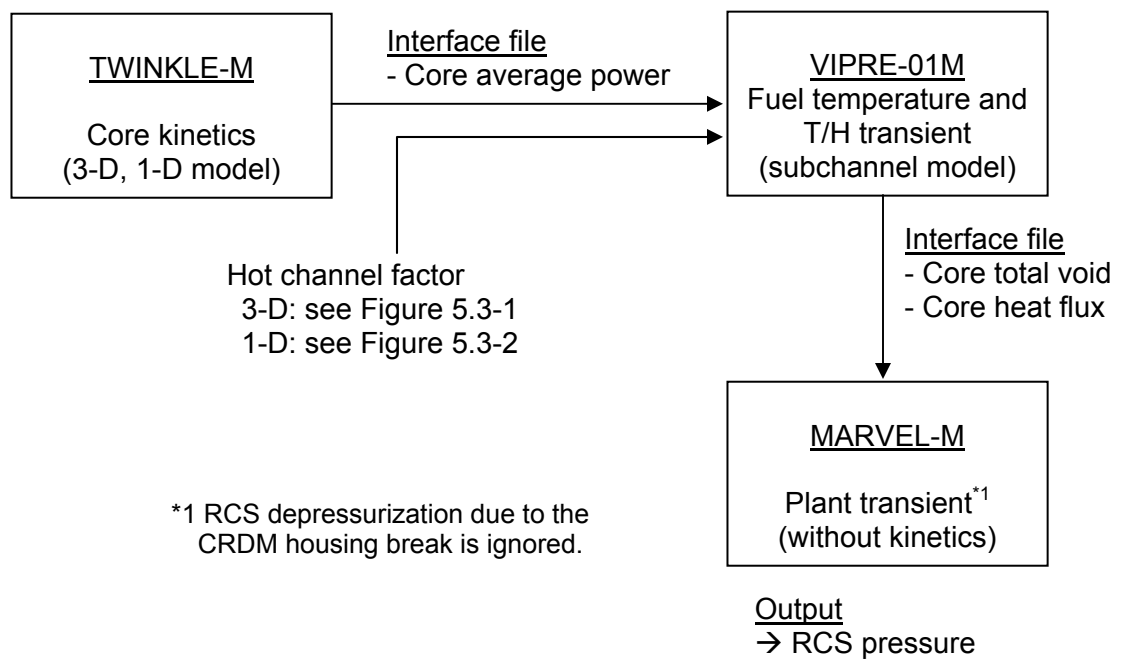 TWINKLE-M
Core kinetics
(3-D, 1-D model)
Interface file
- Core average power
VIPRE-01M
Fuel temperature and
T/H transient
(subchannel model)
Hot channel factor
3-D: see Figure 5.3-1
1-D: see Figure 5.3-2
Interface file
- Core total void
- Core heat flux
MARVEL-M
Plant transient*1
(without kinetics)
*1 RCS depressurization due to the
CRDM housing break is ignored.
Output
→ RCS pressure